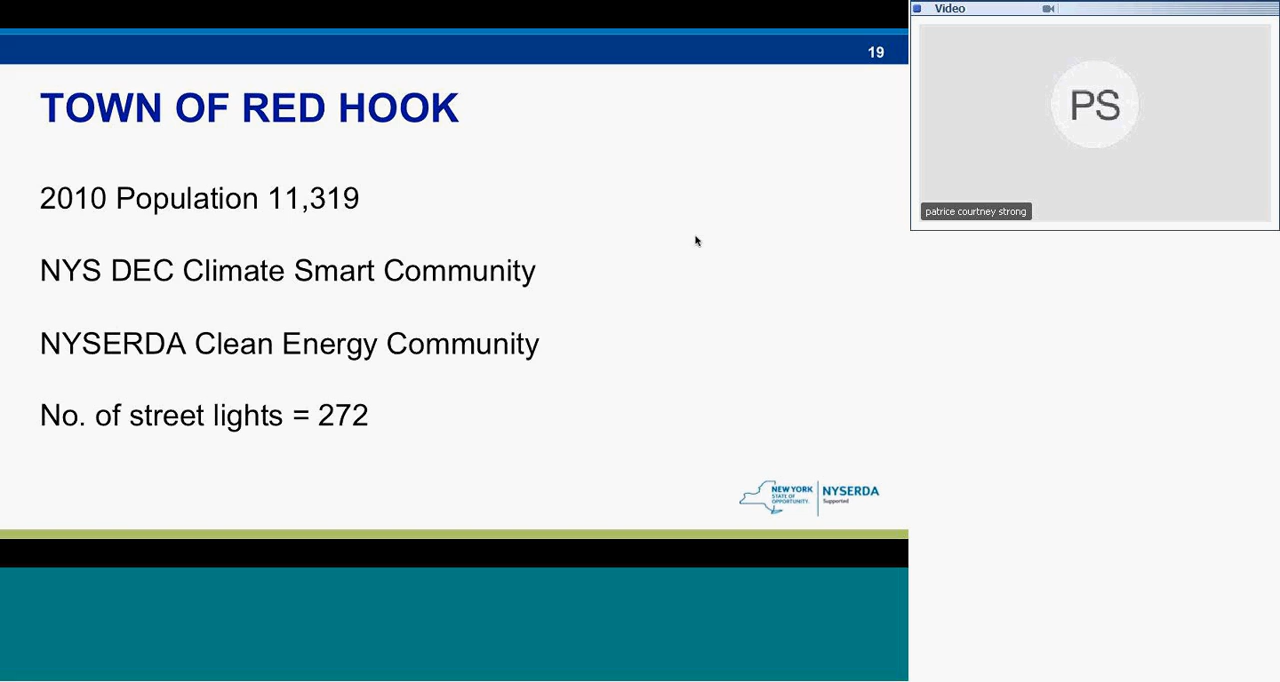 19
TOWN OF RED HOOK
2010 Population 11,319
NYS DEC Climate Smart Community
NYSERDA Clean Energy Community
No. of street lights = 272
NEW YORK
STATE OF
OPPORTUNITY.
NYSERDA
Supported
Video
PS
patrice courtney strong